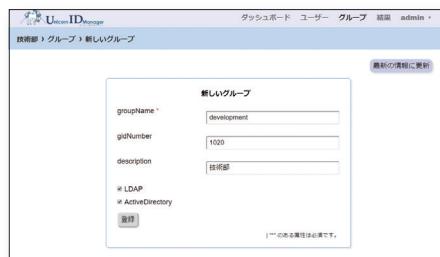 Unicorn ID Manager
ダッシュボード ユーザー グループ 結果 admin
技術部 › グループ › 新しいグループ
最新の情報に更新
新しいグループ
groupName *
development
gidNumber
1020
description
技術部
LDAP
ActiveDirectory
登録
| "*" のある属性は必須です。